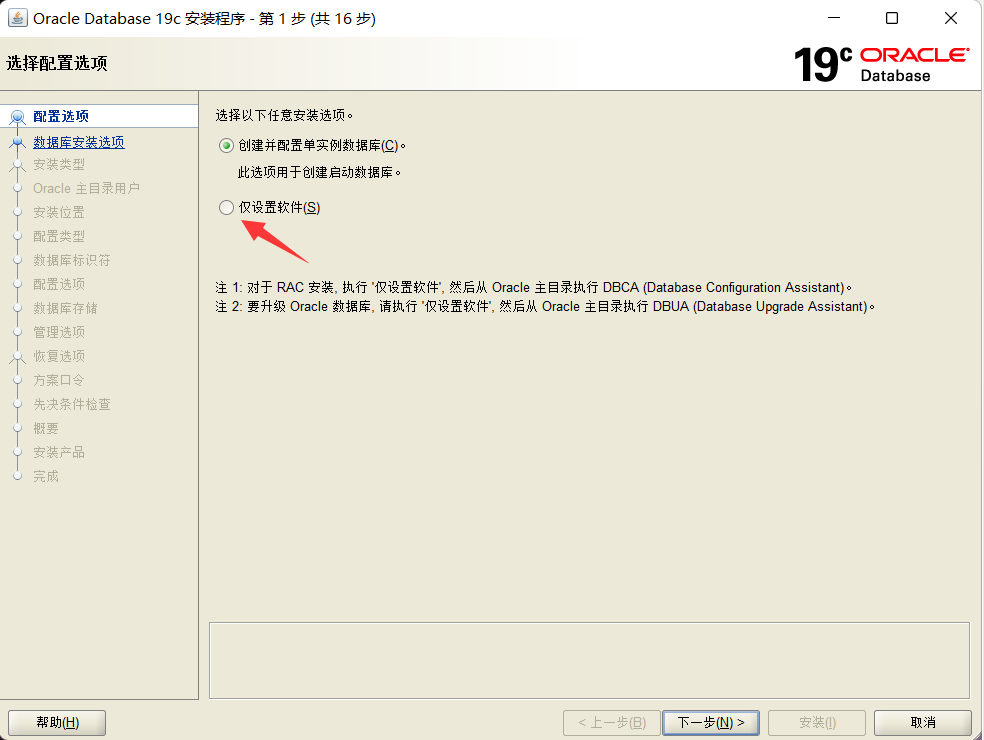 Oracle Database 19c 安装程序 - 第 1 步 (共 16 步)
选择配置选项
19c ORACLE
Database
配置选项
数据库安装选项
安装类型
Oracle 主目录用户
安装位置
配置类型
数据库标识符
配置选项
数据库存储
管理选项
恢复选项
方案口令
先决条件检查
概要
安装产品
完成
选择以下任意安装选项。
创建并配置单实例数据库(C)。
此选项用于创建启动数据库。
仅设置软件(S)
注 1: 对于 RAC 安装, 执行 '仅设置软件', 然后从 Oracle 主目录执行 DBCA (Database Configuration Assistant)。
注 2: 要升级 Oracle 数据库, 请执行 '仅设置软件', 然后从 Oracle 主目录执行 DBUA (Database Upgrade Assistant)。
帮助(H)
< 上一步(B)
下一步(N) >
安装(I)
取消